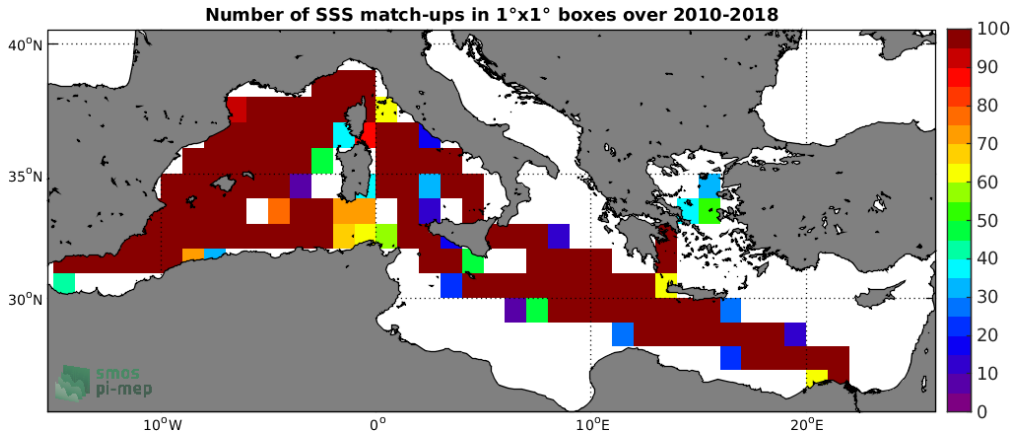 Number of SSS match-ups in 1°x1° boxes over 2010-2018
40°N
35°N
30°N
10°W
0°
10°E
20°E
100
90
80
70
60
50
40
30
20
10
0
smos
pi-mep